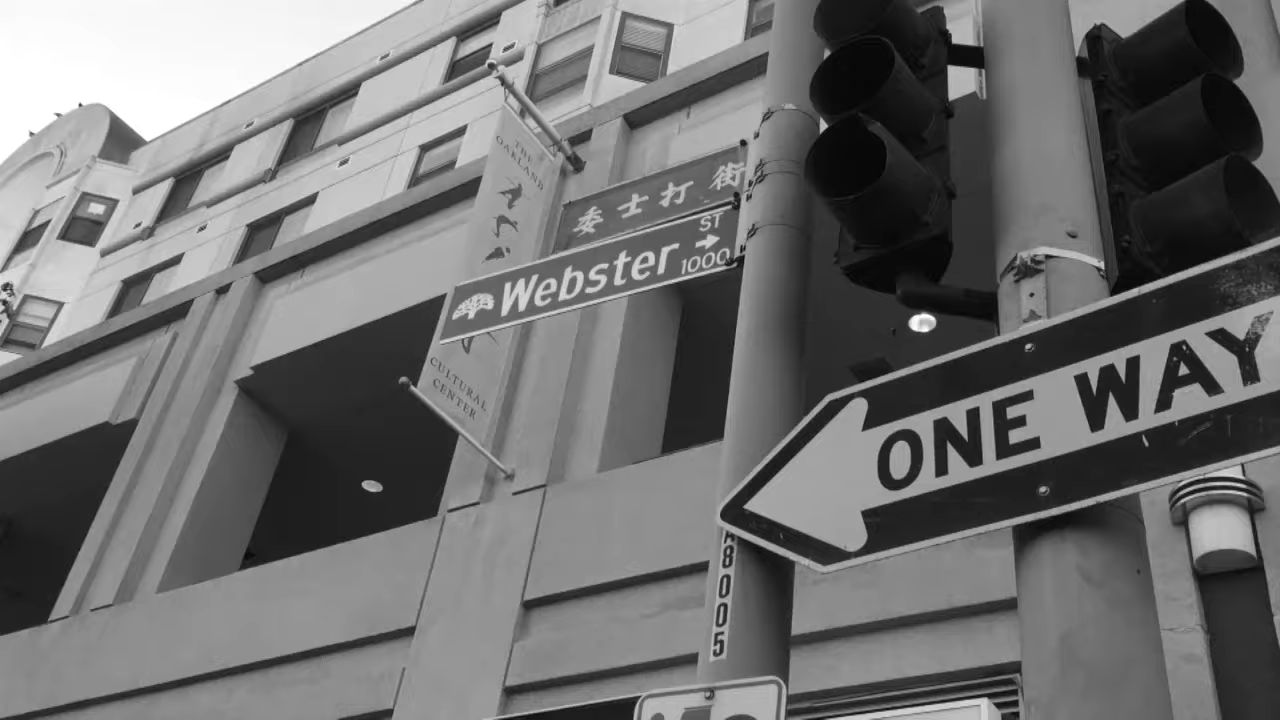 THE
OAKLAND
委士打街
Webster ST
1000
CULTURAL
CENTER
ONE WAY
A8005